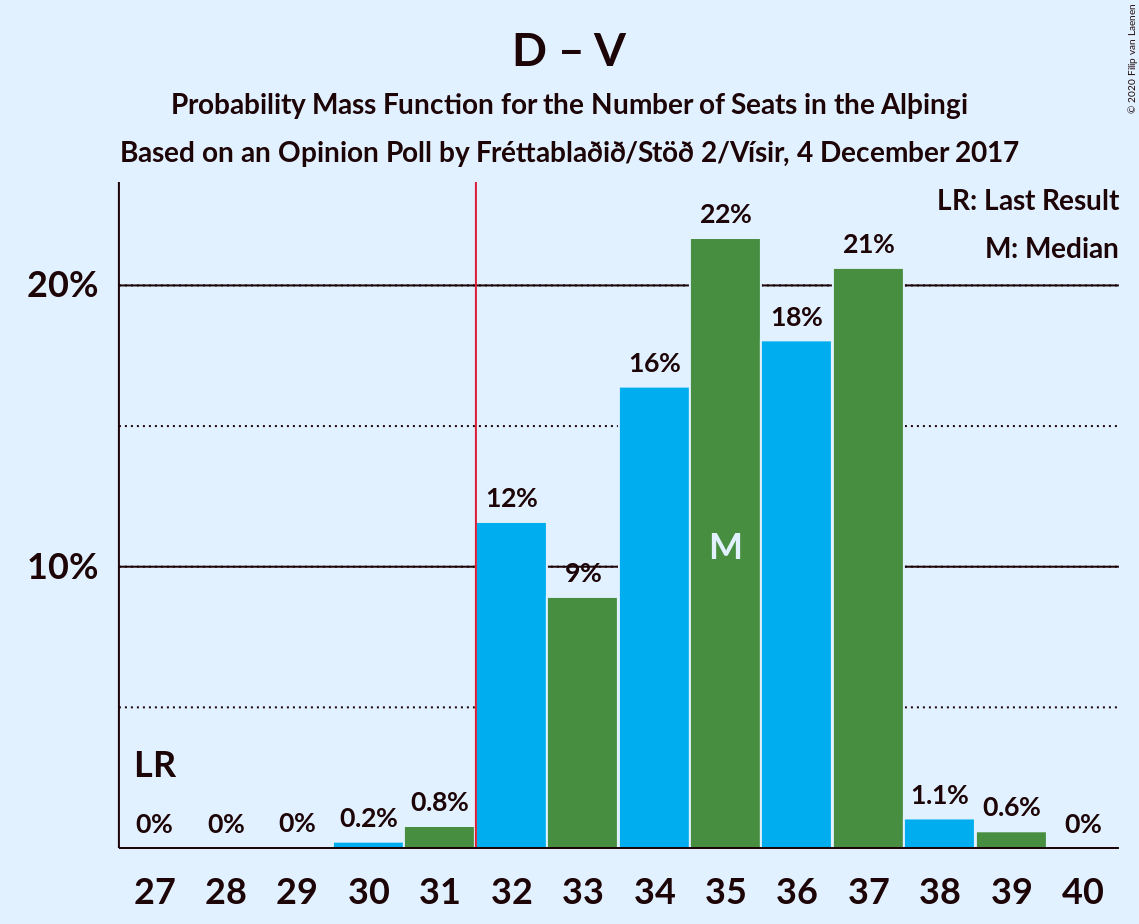 D – V
Probability Mass Function for the Number of Seats in the Alþingi
Based on an Opinion Poll by Fréttablaðið/Stöð 2/Vísir, 4 December 2017
© 2020 Filip van Laenen
LR: Last Result
M: Median
20%
10%
22%
21%
18%
16%
12%
9%
M
LR
0%
0%
0%
0.2%
0.8%
1.1%
0.6%
0%
27 28 29 30 31 32 33 34 35 36 37 38 39 40